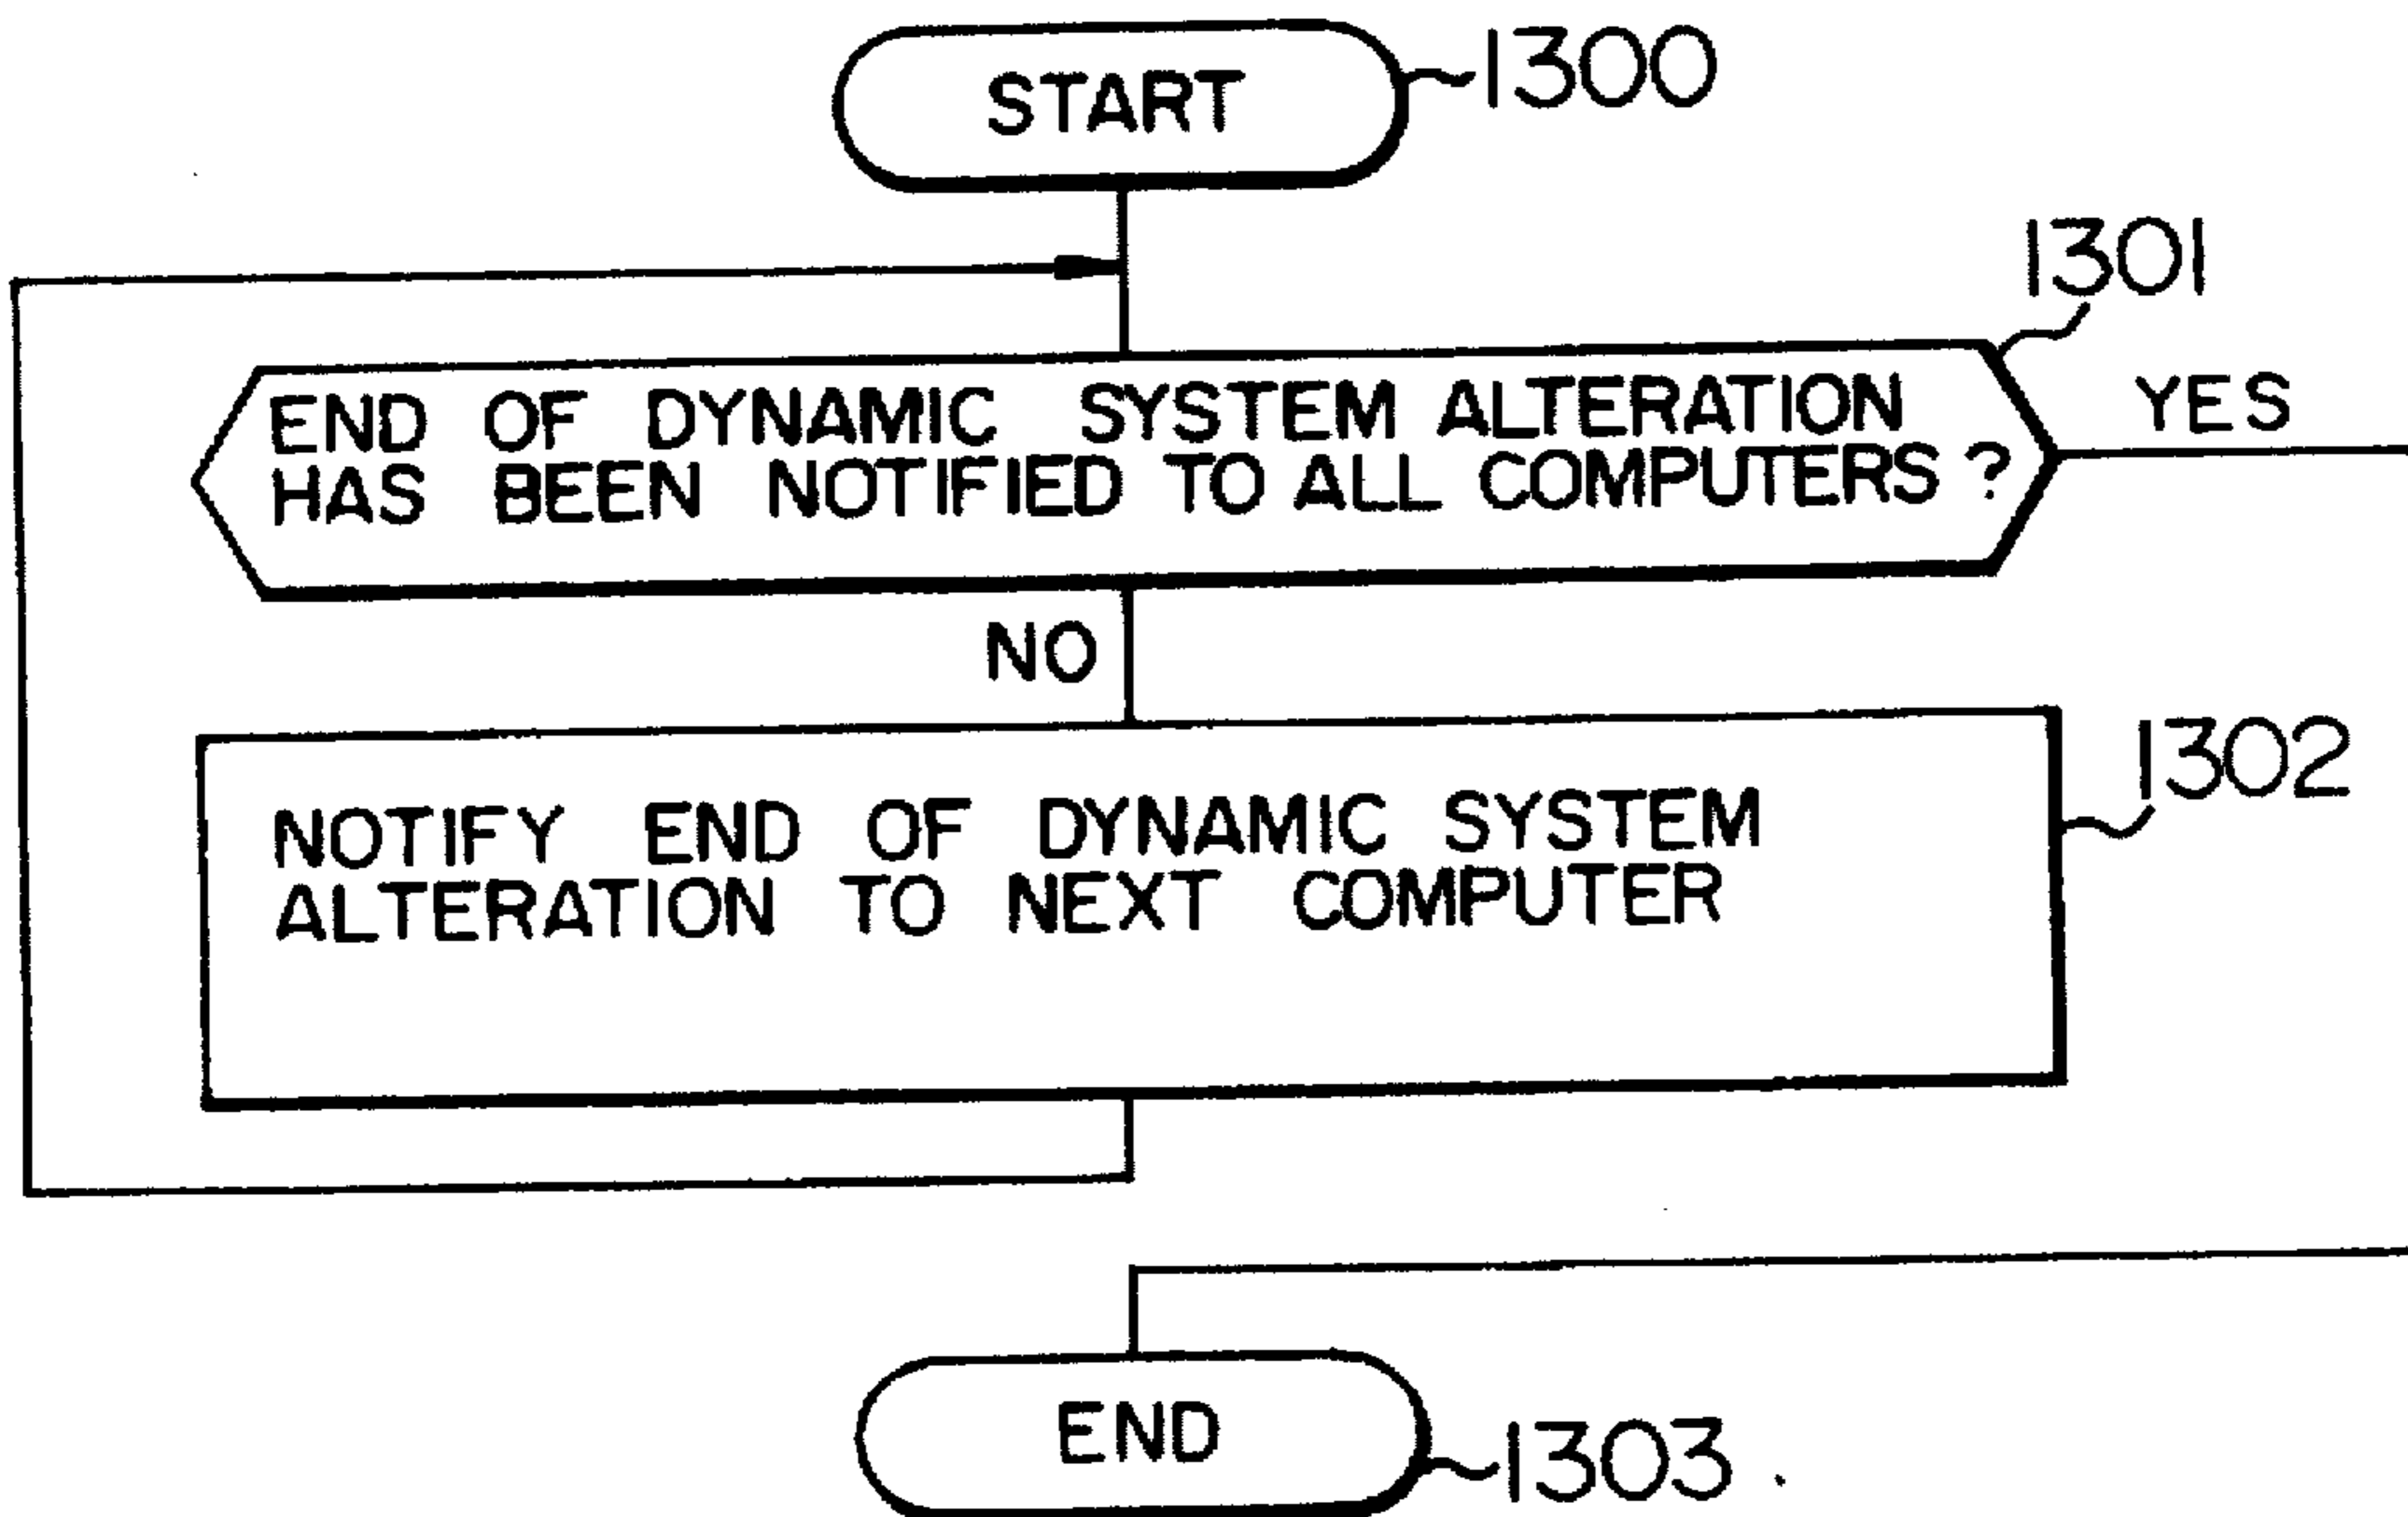 START
1300
1301
END OF DYNAMIC SYSTEM ALTERATION
HAS BEEN NOTIFIED TO ALL COMPUTERS ?
YES
NO
1302
NOTIFY END OF DYNAMIC SYSTEM
ALTERATION TO NEXT COMPUTER
END
1303